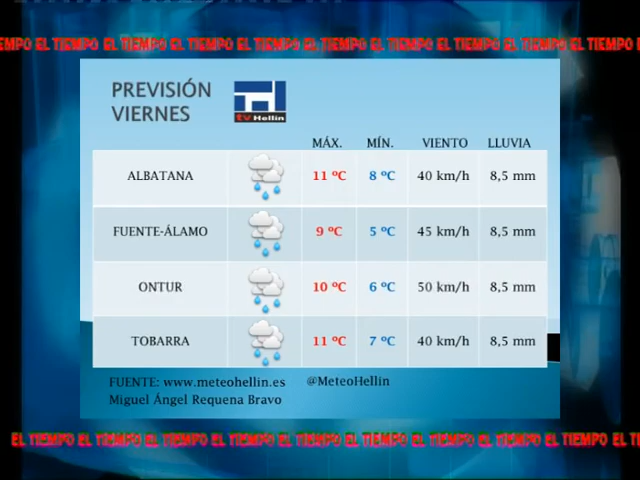 EMPO EL TIEMPO EL TIEMPO EL TIEMPO EL TIEMPO EL TIEMPO EL TIEMPO EL TIEMPO EL TIEMPO
PREVISIÓN
VIERNES
tv Hellín
MÁX. MÍN. VIENTO LLUVIA
ALBATANA 11 ºC 8 ºC 40 km/h 8,5 mm
FUENTE-ÁLAMO 9 ºC 5 ºC 45 km/h 8,5 mm
ONTUR 10 ºC 6 ºC 50 km/h 8,5 mm
TOBARRA 11 ºC 7 ºC 40 km/h 8,5 mm
FUENTE: www.meteohellin.es @MeteoHellin
Miguel Ángel Requena Bravo
EL TIEMPO EL TIEMPO EL TIEMPO EL TIEMPO EL TIEMPO EL TIEMPO EL TIEMPO EL TIEMPO EL TIEMPO